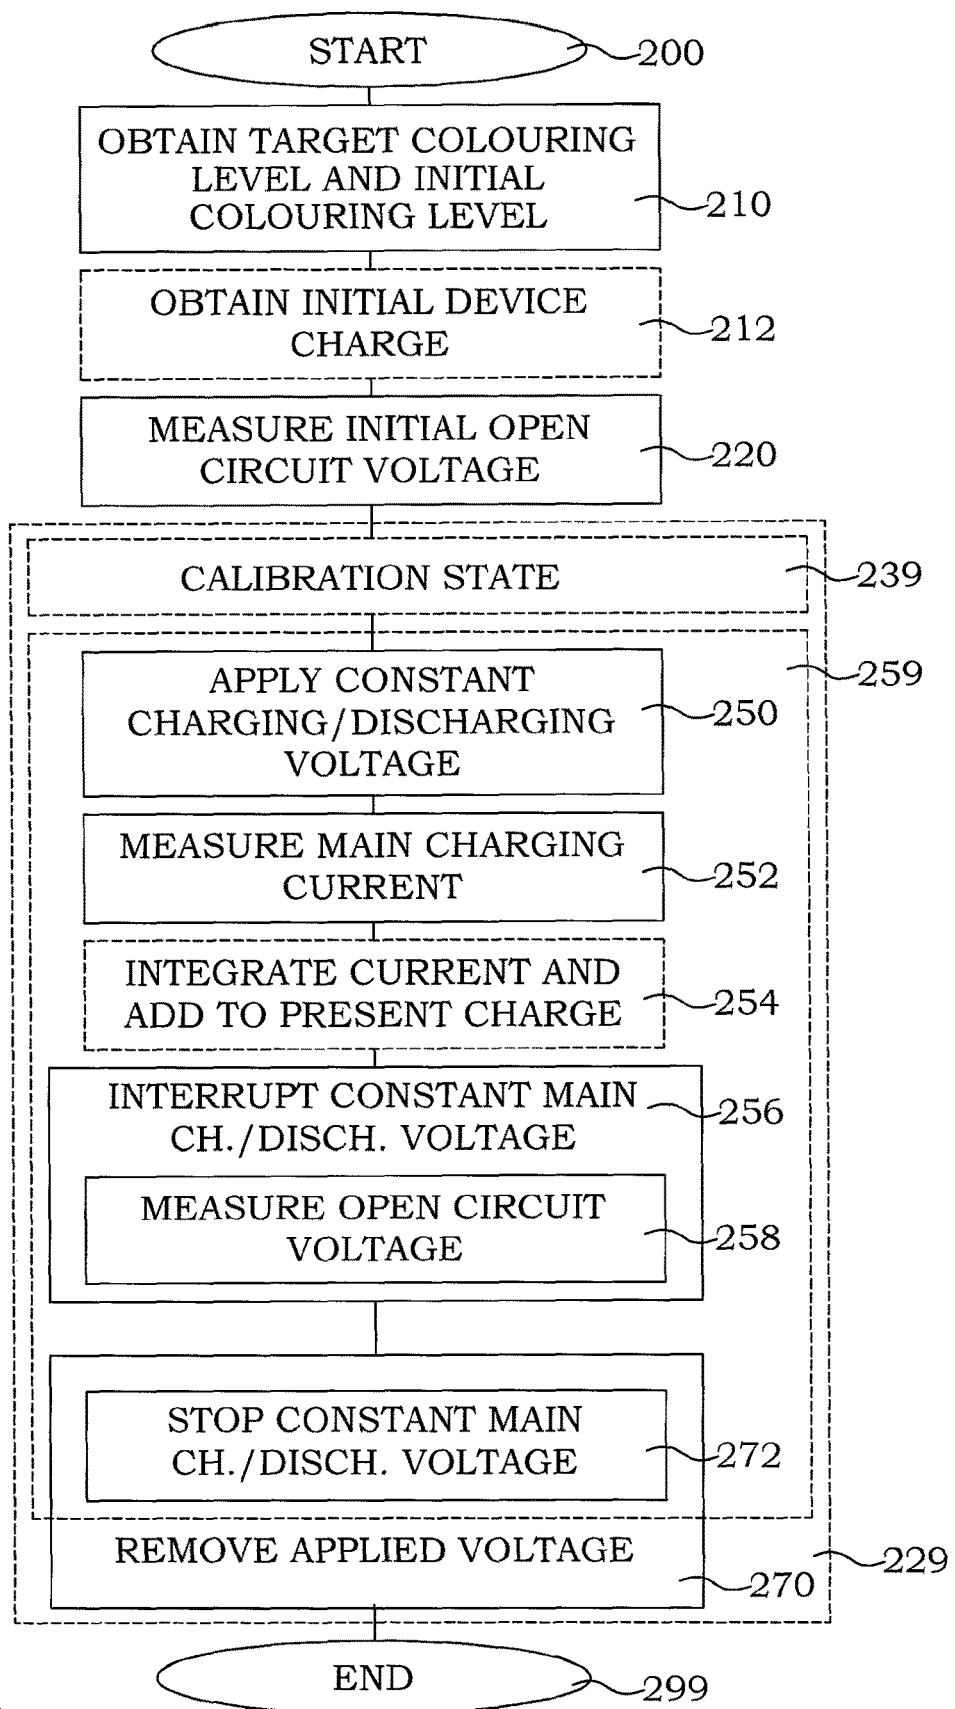 START
200
OBTAIN TARGET COLOURING
LEVEL AND INITIAL
COLOURING LEVEL
210
OBTAIN INITIAL DEVICE
CHARGE
212
MEASURE INITIAL OPEN
CIRCUIT VOLTAGE
220
CALIBRATION STATE
239
259
APPLY CONSTANT
CHARGING/DISCHARGING
VOLTAGE
250
MEASURE MAIN CHARGING
CURRENT
252
INTEGRATE CURRENT AND
ADD TO PRESENT CHARGE
254
INTERRUPT CONSTANT MAIN
CH./DISCH. VOLTAGE
256
MEASURE OPEN CIRCUIT
VOLTAGE
258
STOP CONSTANT MAIN
CH./DISCH. VOLTAGE
272
REMOVE APPLIED VOLTAGE
229
270
END
299